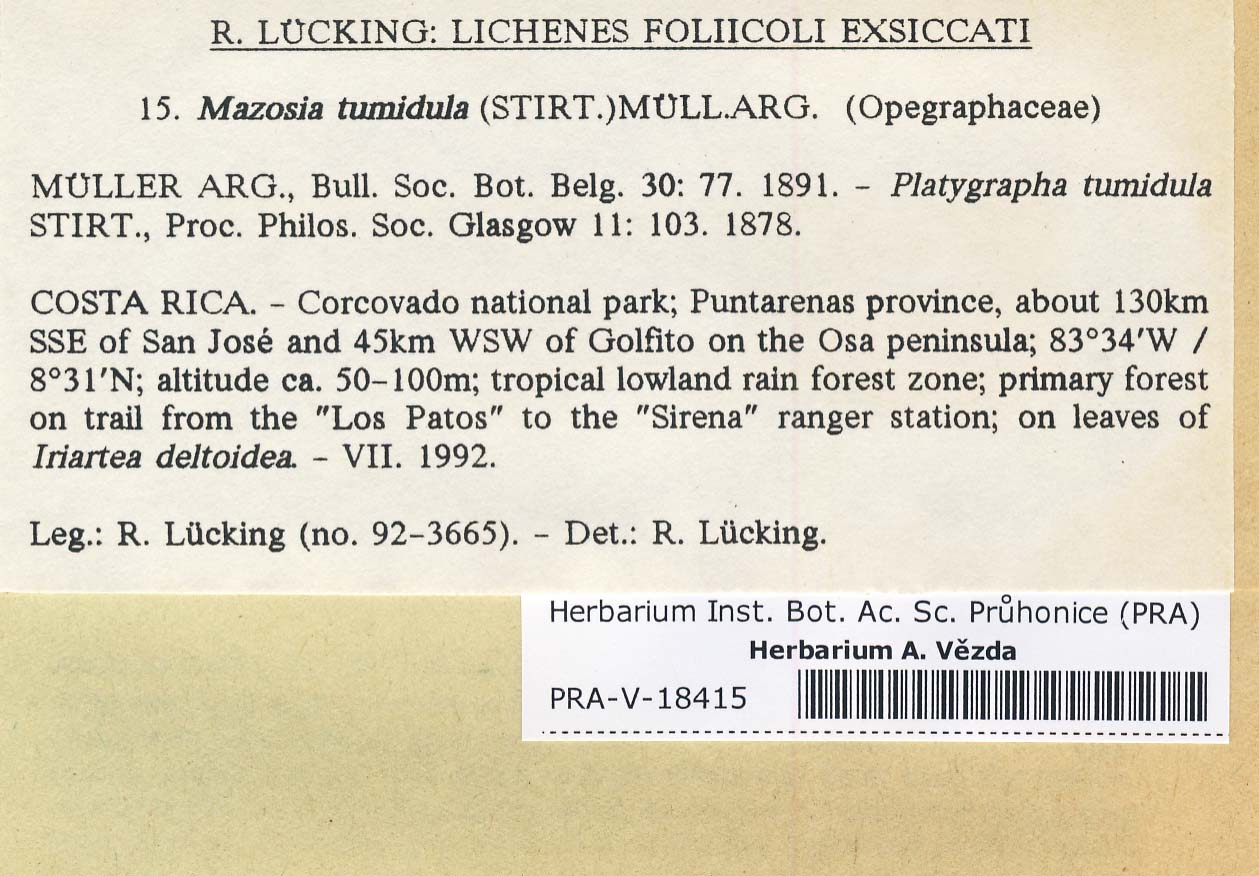 R. LÜCKING: LICHENES FOLIICOLI EXSICCATI
15. Mazosia tumidula (STIRT.)MÜLL.ARG. (Opegraphaceae)
MÜLLER ARG., Bull. Soc. Bot. Belg. 30: 77. 1891. – Platygrapha tumidula
STIRT., Proc. Philos. Soc. Glasgow 11: 103. 1878.
COSTA RICA. – Corcovado national park; Puntarenas province, about 130km
SSE of San José and 45km WSW of Golfito on the Osa peninsula; 83°34'W /
8°31'N; altitude ca. 50–100m; tropical lowland rain forest zone; primary forest
on trail from the "Los Patos" to the "Sirena" ranger station; on leaves of
Iriartea deltoidea. – VII. 1992.
Leg.: R. Lücking (no. 92–3665). – Det.: R. Lücking.
Herbarium Inst. Bot. Ac. Sc. Průhonice (PRA)
Herbarium A. Vězda
PRA-V-18415